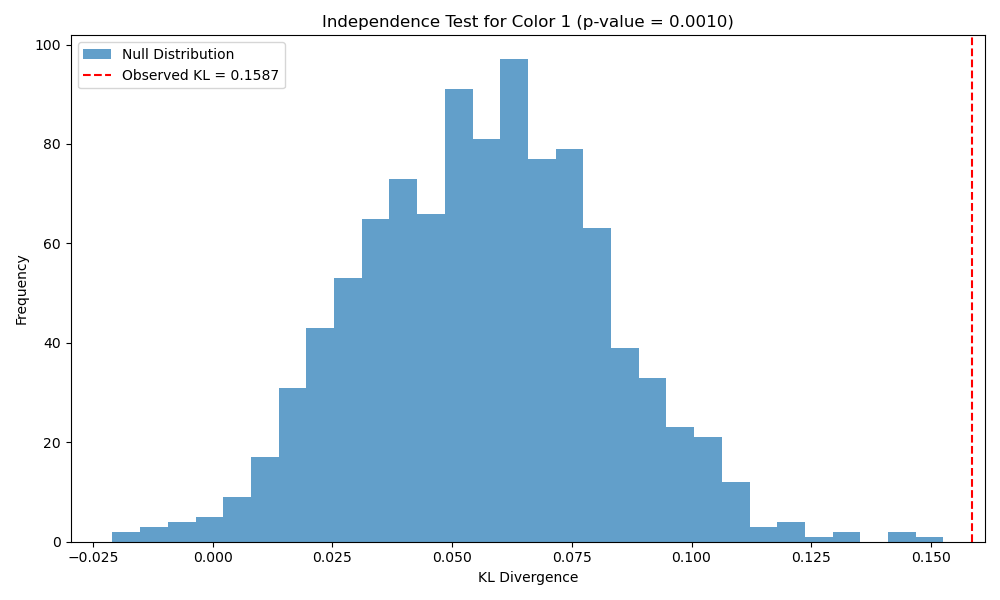 Independence Test for Color 1 (p-value = 0.0010)
Null Distribution
Observed KL = 0.1587
Frequency
100
80
60
40
20
0
−0.025 0.000 0.025 0.050 0.075 0.100 0.125 0.150
KL Divergence